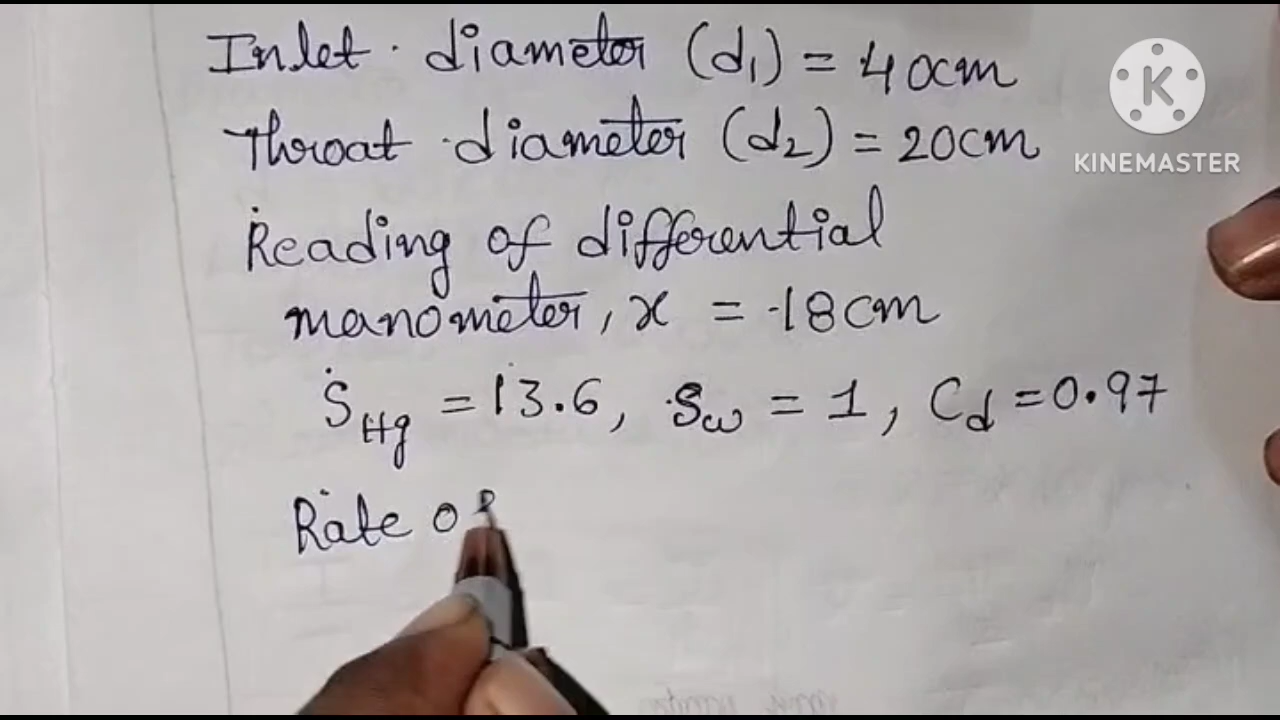 Inlet diameter (d1) = 40cm
Throat diameter (d2) = 20cm
Reading of differential
manometer, x = 18cm
SHg = 13.6, Sw = 1, Cd = 0.97
Rate
KINEMASTER